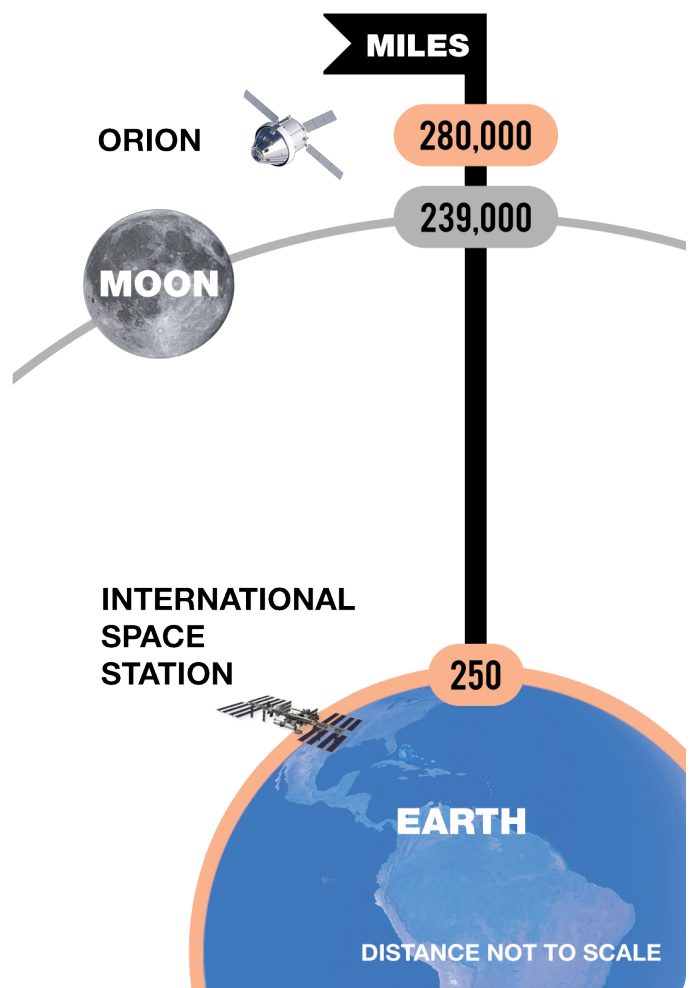 MILES
ORION
280,000
239,000
MOON
INTERNATIONAL
SPACE
STATION
250
EARTH
DISTANCE NOT TO SCALE